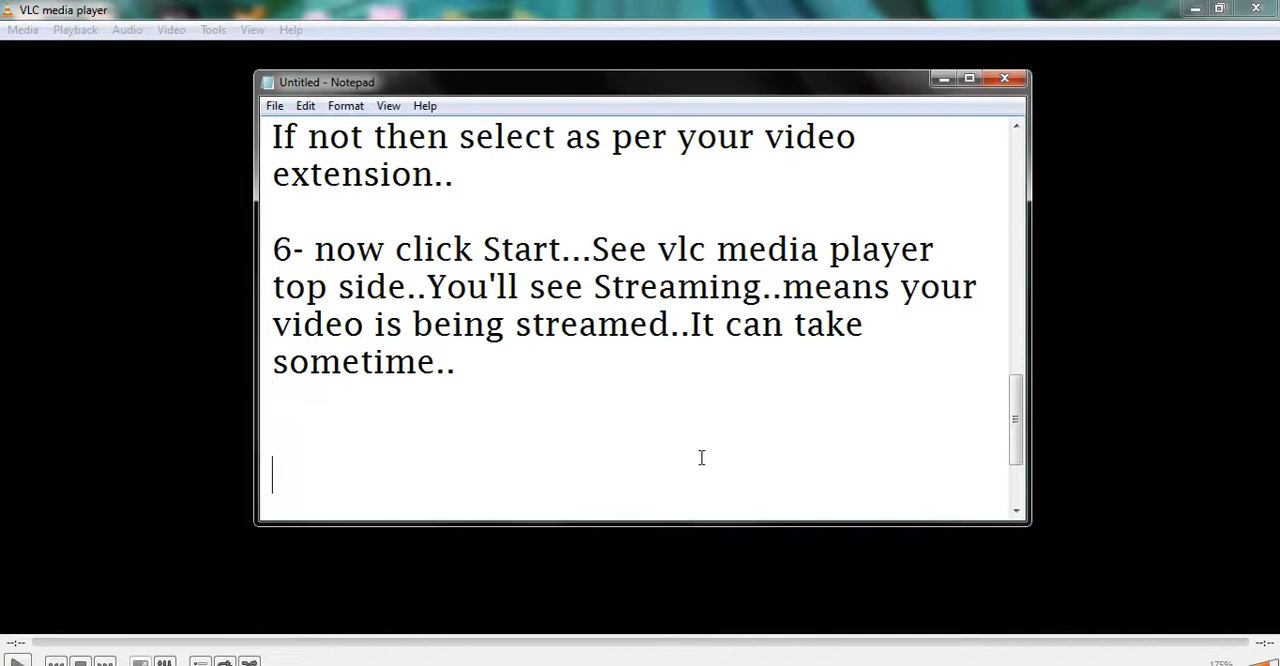 VLC media player
Media Playback Audio Video Tools View Help
Untitled - Notepad
File Edit Format View Help
If not then select as per your video
extension..
6- now click Start...See vlc media player
top side..You'll see Streaming..means your
video is being streamed..It can take
sometime..
--:-- --:--
175%